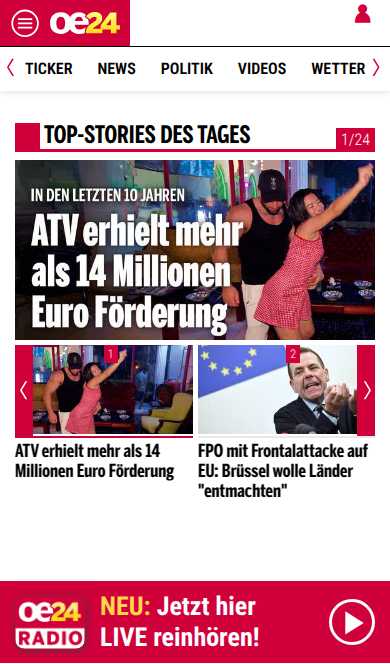 oe24
TICKER NEWS POLITIK VIDEOS WETTER
TOP-STORIES DES TAGES
1/24
IN DEN LETZTEN 10 JAHREN
ATV erhielt mehr
als 14 Millionen
Euro Förderung
1
2
ATV erhielt mehr als 14
Millionen Euro Förderung
FPÖ mit Frontalattacke auf
EU: Brüssel wolle Länder
"entmachten"
oe24
RADIO
NEU: Jetzt hier
LIVE reinhören!